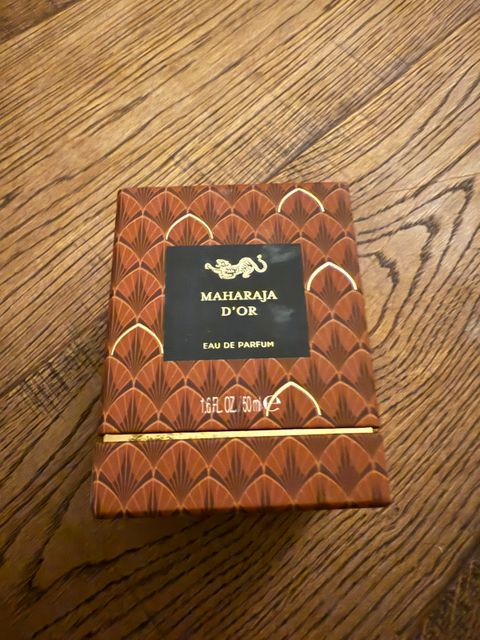 MAHARAJA
D'OR
EAU DE PARFUM
1.6 FL. OZ. / 50 ml ℮